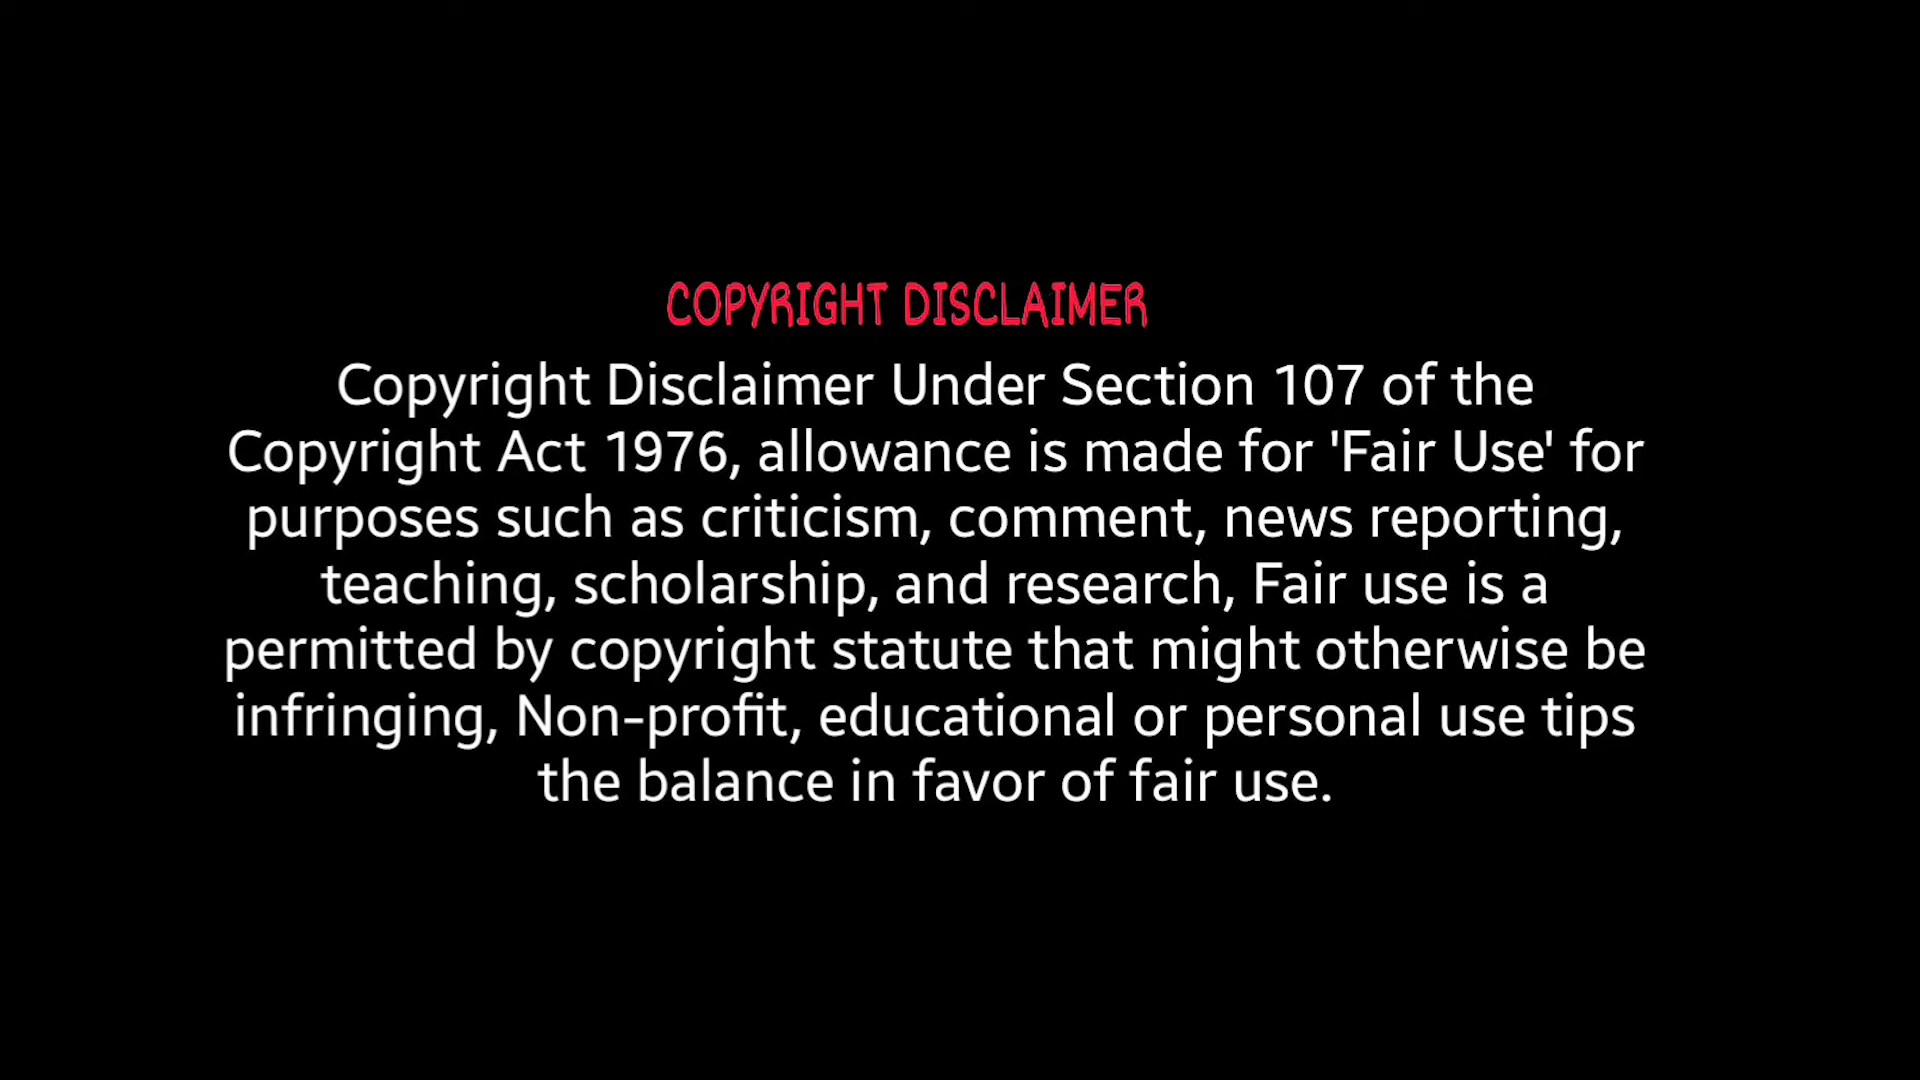 COPYRIGHT DISCLAIMER
Copyright Disclaimer Under Section 107 of the
Copyright Act 1976, allowance is made for 'Fair Use' for
purposes such as criticism, comment, news reporting,
teaching, scholarship, and research, Fair use is a
permitted by copyright statute that might otherwise be
infringing, Non-profit, educational or personal use tips
the balance in favor of fair use.